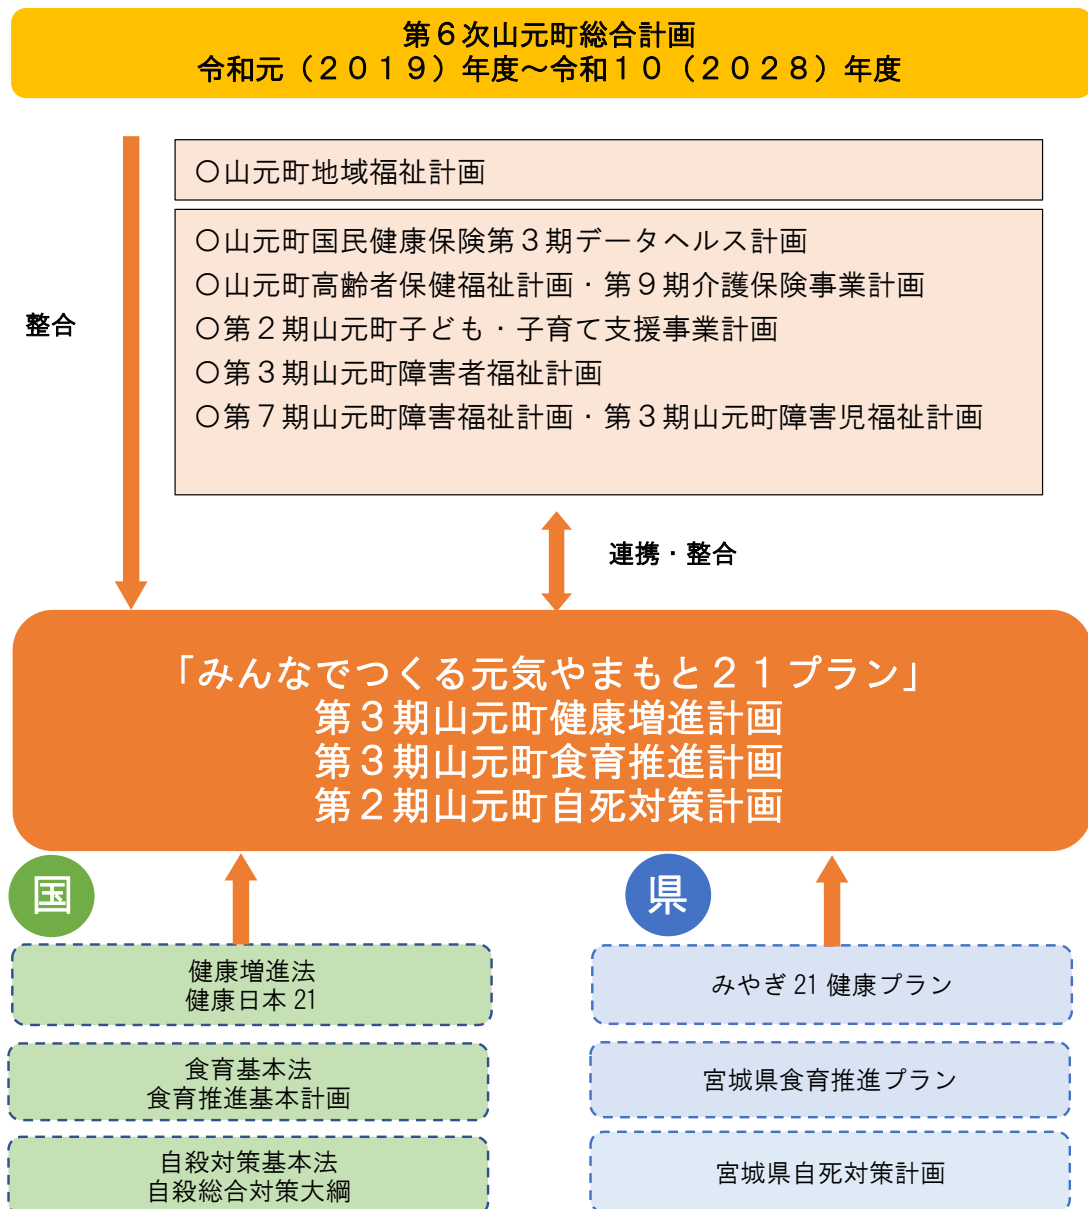 第６次山元町総合計画
令和元（２０１９）年度～令和１０（２０２８）年度
〇山元町地域福祉計画
〇山元町国民健康保険第３期データヘルス計画
〇山元町高齢者保健福祉計画・第９期介護保険事業計画
〇第２期山元町子ども・子育て支援事業計画
〇第３期山元町障害者福祉計画
〇第７期山元町障害福祉計画・第３期山元町障害児福祉計画
整合
連携・整合
「みんなでつくる元気やまもと２１プラン」
第３期山元町健康増進計画
第３期山元町食育推進計画
第２期山元町自死対策計画
国
健康増進法
健康日本 21
食育基本法
食育推進基本計画
自殺対策基本法
自殺総合対策大綱
県
みやぎ 21 健康プラン
宮城県食育推進プラン
宮城県自死対策計画